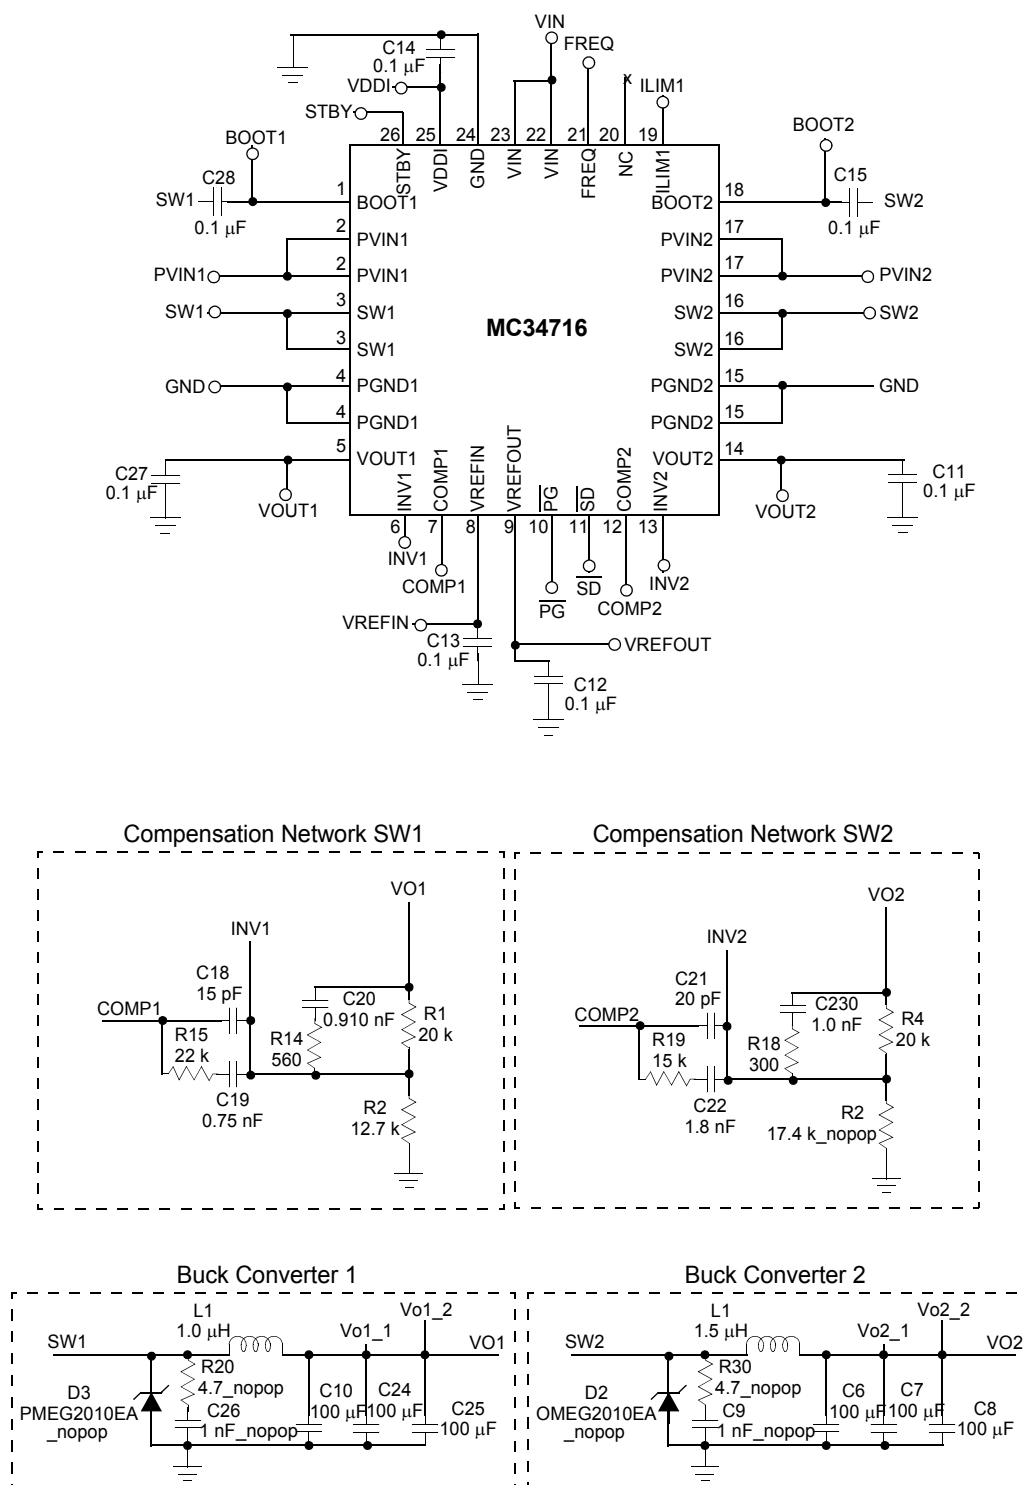 VIN
FREQ
C14
0.1 μF
VDDI
ILIM1
STBY
BOOT1
BOOT2
26 25 24 23 22 21 20 19
x
STBY
VDDI
GND
VIN
VIN
FREQ
NC
ILIM1
SW1
C28
0.1 μF
1
BOOT1
BOOT2
18
C15
0.1 μF
SW2
2
PVIN1
PVIN2
17
PVIN1
2
PVIN1
PVIN2
17
PVIN2
SW1
3
SW1
SW2
16
SW2
MC34716
3
SW1
SW2
16
GND
4
PGND1
PGND2
15
GND
4
PGND1
PGND2
15
5
VOUT1
VOUT2
14
C27
0.1 μF
VOUT1
C11
0.1 μF
VOUT2
INV1
COMP1
VREFIN
VREFOUT
PG
SD
COMP2
INV2
6 7 8 9 10 11 12 13
INV1
COMP1
PG
SD
COMP2
INV2
VREFIN
C13
0.1 μF
VREFOUT
C12
0.1 μF
Compensation Network SW1
VO1
INV1
C18
15 pF
COMP1
C20
0.910 nF
R1
20 k
R15
22 k
R14
560
C19
0.75 nF
R2
12.7 k
Compensation Network SW2
VO2
INV2
C21
20 pF
COMP2
C230
1.0 nF
R4
20 k
R19
15 k
R18
300
C22
1.8 nF
R2
17.4 k_nopop
Buck Converter 1
L1
1.0 μH
Vo1_2
Vo1_1
SW1
VO1
R20
4.7_nopop
D3
PMEG2010EA
_nopop
C26
1 nF_nopop
C10
100 μF
C24
100 μF
C25
100 μF
Buck Converter 2
L1
1.5 μH
Vo2_2
Vo2_1
SW2
VO2
R30
4.7_nopop
D2
OMEG2010EA
_nopop
C9
1 nF_nopop
C6
100 μF
C7
100 μF
C8
100 μF